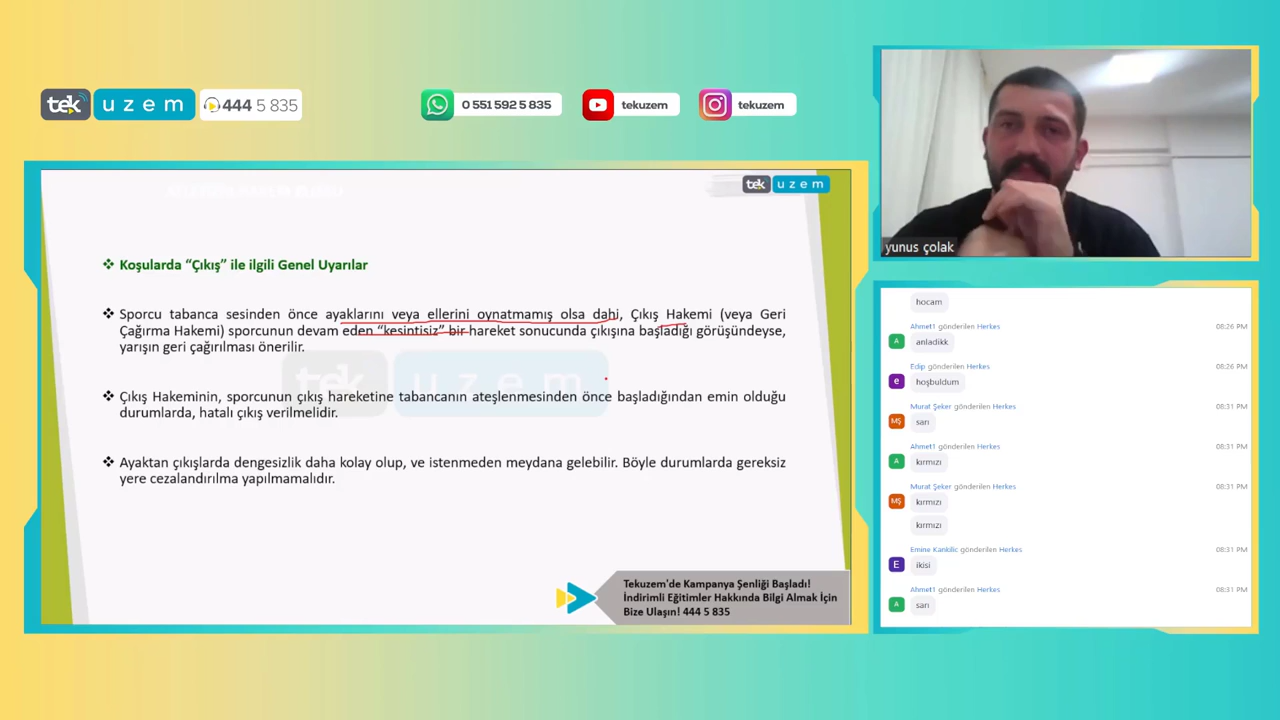 tek uzem 444 5 835
0 551 592 5 835
tekuzem
tekuzem
tek uzem
Koşularda “Çıkış” ile ilgili Genel Uyarılar
Sporcu tabanca sesinden önce ayaklarını veya ellerini oynatmamış olsa dahi, Çıkış Hakemi (veya Geri
Çağırma Hakemi) sporcunun devam eden “kesintisiz” bir hareket sonucunda çıkışına başladığı görüşündeyse,
yarışın geri çağırılması önerilir.
tek uzem
Çıkış Hakeminin, sporcunun çıkış hareketine tabancanın ateşlenmesinden önce başladığından emin olduğu
durumlarda, hatalı çıkış verilmelidir.
Ayaktan çıkışlarda dengesizlik daha kolay olup, ve istenmeden meydana gelebilir. Böyle durumlarda gereksiz
yere cezalandırılma yapılmamalıdır.
Tekuzem'de Kampanya Şenliği Başladı!
İndirimli Eğitimler Hakkında Bilgi Almak İçin
Bize Ulaşın! 444 5 835
yunus çolak
hocam
Ahmet1 gönderilen Herkes 08:26 PM
A anladikk
Edip gönderilen Herkes 08:26 PM
e hoşbuldum
Murat Şeker gönderilen Herkes 08:31 PM
MŞ sarı
Ahmet1 gönderilen Herkes 08:31 PM
A kırmızı
Murat Şeker gönderilen Herkes 08:31 PM
MŞ kırmızı
kırmızı
Emine Kankilic gönderilen Herkes 08:31 PM
E ikisi
Ahmet1 gönderilen Herkes 08:31 PM
A sarı